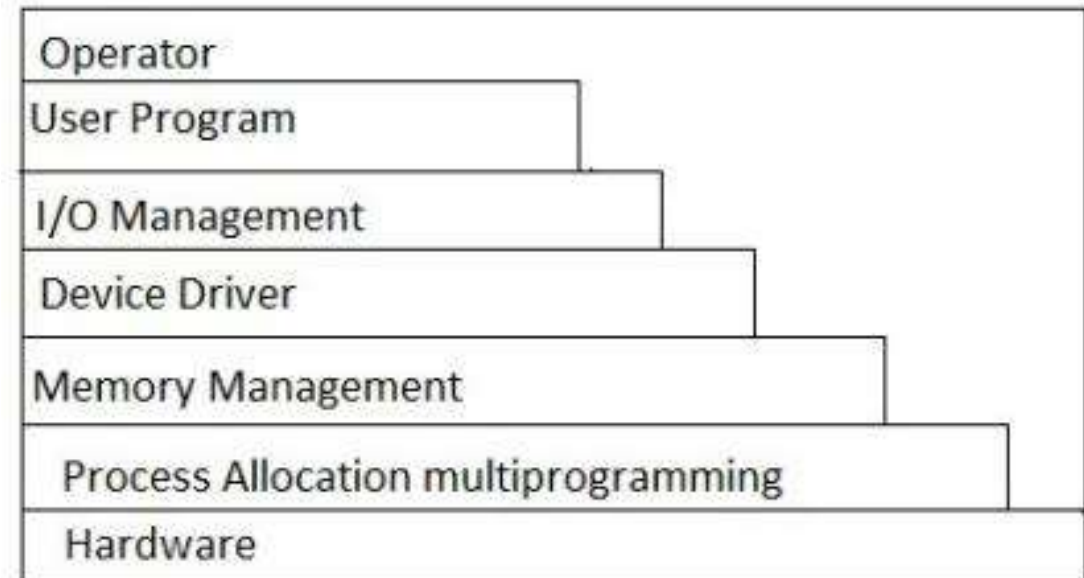 Operator
User Program
I/O Management
Device Driver
Memory Management
Process Allocation multiprogramming
Hardware